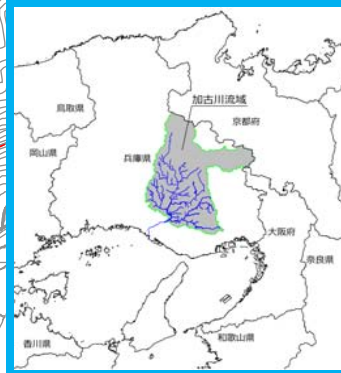 鳥取県
加古川流域
京都府
岡山県
兵庫県
大阪府
奈良県
和歌山県
香川県